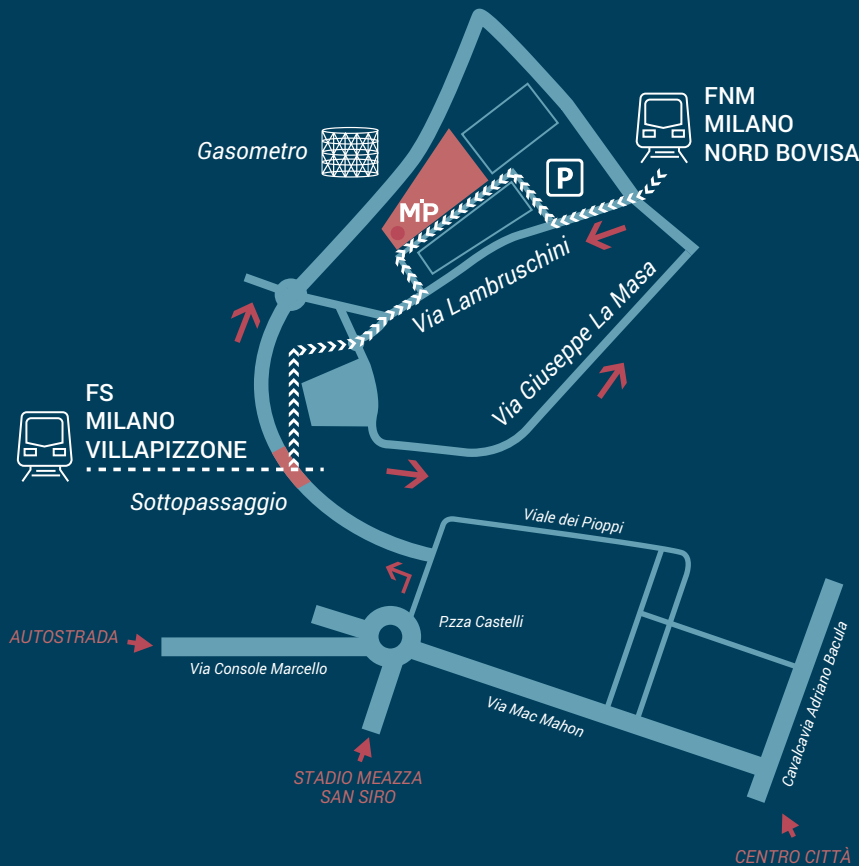 FNM
MILANO
NORD BOVISA
Gasometro
P
MIP
Via Lambruschini
Via Giuseppe La Masa
FS
MILANO
VILLAPIZZONE
Sottopassaggio
Viale dei Pioppi
P.zza Castelli
AUTOSTRADA
Via Console Marcello
Via Mac Mahon
Cavalcavia Adriano Bacula
STADIO MEAZZA
SAN SIRO
CENTRO CITTÀ